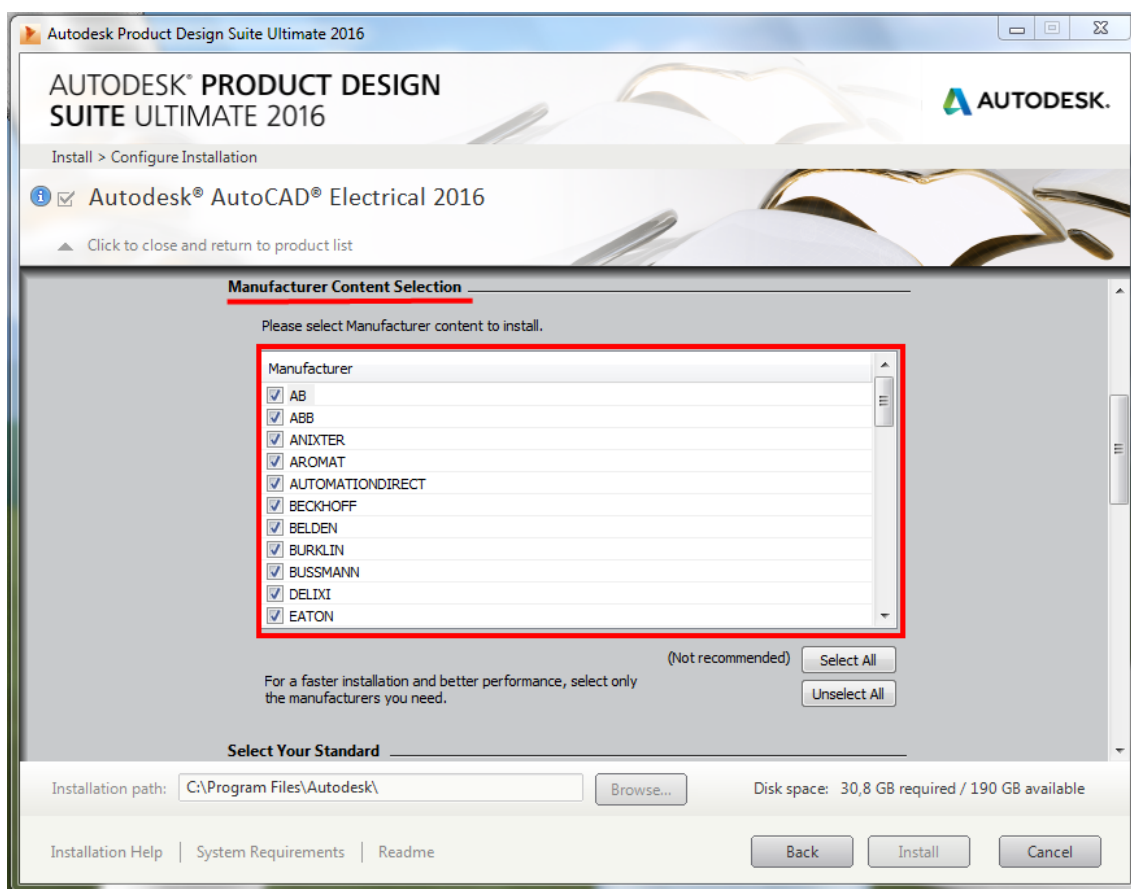 Autodesk Product Design Suite Ultimate 2016
AUTODESK® PRODUCT DESIGN
SUITE ULTIMATE 2016
AUTODESK.
Install > Configure Installation
Autodesk® AutoCAD® Electrical 2016
Click to close and return to product list
Manufacturer Content Selection
Please select Manufacturer content to install.
Manufacturer
AB
ABB
ANIXTER
AROMAT
AUTOMATIONDIRECT
BECKHOFF
BELDEN
BURKLIN
BUSSMANN
DELIXI
EATON
(Not recommended) Select All
For a faster installation and better performance, select only
the manufacturers you need.
Unselect All
Select Your Standard
Installation path: C:\Program Files\Autodesk\ Browse... Disk space: 30,8 GB required / 190 GB available
Installation Help | System Requirements | Readme Back Install Cancel